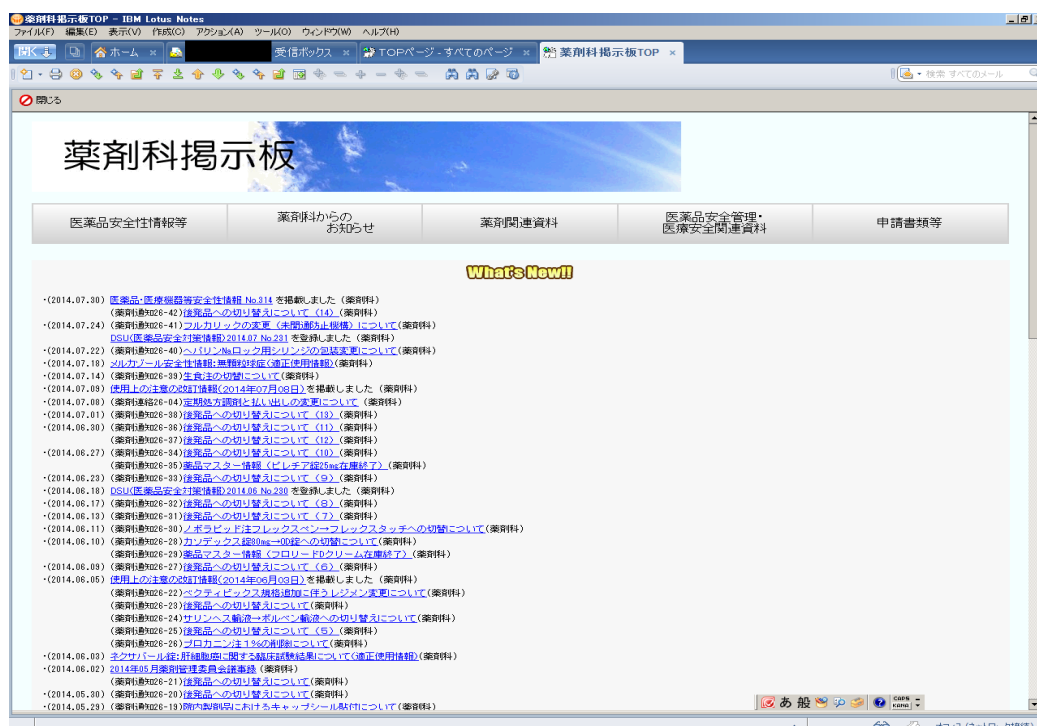 薬剤科掲示板TOP - IBM Lotus Notes
ファイル(F) 編集(E) 表示(V) 作成(C) アクション(A) ツール(O) ウィンドウ(W) ヘルプ(H)
開く ホーム × 受信ボックス × TOPページ - すべてのページ × 薬剤科掲示板TOP ×
検索 すべてのメール
閉じる
薬剤科掲示板
医薬品安全性情報等
薬剤科からの
お知らせ
薬剤関連資料
医薬品安全管理・
医療安全関連資料
申請書類等
What's New!!
・(2014.07.30) 医薬品・医療機器等安全性情報 No.314 を掲載しました (薬剤科)
(薬剤通知26-42)後発品への切り替えについて (14) (薬剤科)
・(2014.07.24) (薬剤通知26-41)フルカリックの変更 (未開通防止機構) について(薬剤科)
DSU(医薬品安全対策情報)2014.07 No.231 を登録しました (薬剤科)
・(2014.07.22) (薬剤通知26-40)ヘパリンNaロック用シリンジの包装変更について(薬剤科)
・(2014.07.18) メルカゾール安全性情報:無顆粒球症(適正使用情報)(薬剤科)
・(2014.07.14) (薬剤通知26-39)生食注の切替について(薬剤科)
・(2014.07.09) 使用上の注意の改訂情報(2014年07月08日)を掲載しました (薬剤科)
・(2014.07.08) (薬剤連絡26-04)定期処方調剤と払い出しの変更について (薬剤科)
・(2014.07.01) (薬剤通知26-38)後発品への切り替えについて (13) (薬剤科)
・(2014.06.30) (薬剤通知26-36)後発品への切り替えについて (11) (薬剤科)
(薬剤通知26-37)後発品への切り替えについて (12) (薬剤科)
・(2014.06.27) (薬剤通知26-34)後発品への切り替えについて (10) (薬剤科)
(薬剤通知26-35)薬品マスター情報 (ピレチア錠25mg在庫終了) (薬剤科)
・(2014.06.23) (薬剤通知26-33)後発品への切り替えについて (9) (薬剤科)
・(2014.06.18) DSU(医薬品安全対策情報)2014.06 No.230 を登録しました (薬剤科)
・(2014.06.17) (薬剤通知26-32)後発品への切り替えについて (8) (薬剤科)
・(2014.06.13) (薬剤通知26-31)後発品への切り替えについて (7) (薬剤科)
・(2014.06.11) (薬剤通知26-30)ノボラピッド注フレックスペン→フレックスタッチへの切替について(薬剤科)
・(2014.06.10) (薬剤通知26-28)カソデックス錠80mg→OD錠への切替について(薬剤科)
(薬剤通知26-29)薬品マスター情報 (フロリードDクリーム在庫終了) (薬剤科)
・(2014.06.09) (薬剤通知26-27)後発品への切り替えについて (6) (薬剤科)
・(2014.06.05) 使用上の注意の改訂情報(2014年06月03日)を掲載しました (薬剤科)
(薬剤通知26-22)ベクティビックス規格追加に伴うレジメン変更について(薬剤科)
(薬剤通知26-23)後発品への切り替えについて(薬剤科)
(薬剤通知26-24)サリンヘス輸液→ボルベン輸液への切り替えについて(薬剤科)
(薬剤通知26-25)後発品への切り替えについて (5) (薬剤科)
(薬剤通知26-26)プロカニン注1%の削除について(薬剤科)
・(2014.06.03) ネクサバール錠:肝細胞癌に関する臨床試験結果について(適正使用情報)(薬剤科)
・(2014.06.02) 2014年05月薬剤管理委員会議事録 (薬剤科)
(薬剤通知26-21)後発品への切り替えについて(薬剤科)
・(2014.05.30) (薬剤通知26-20)後発品への切り替えについて(薬剤科)
・(2014.05.29) (薬剤通知26-19)院内製剤品におけるキャップシール貼付について(薬剤科)
あ 般 CAPS KANA